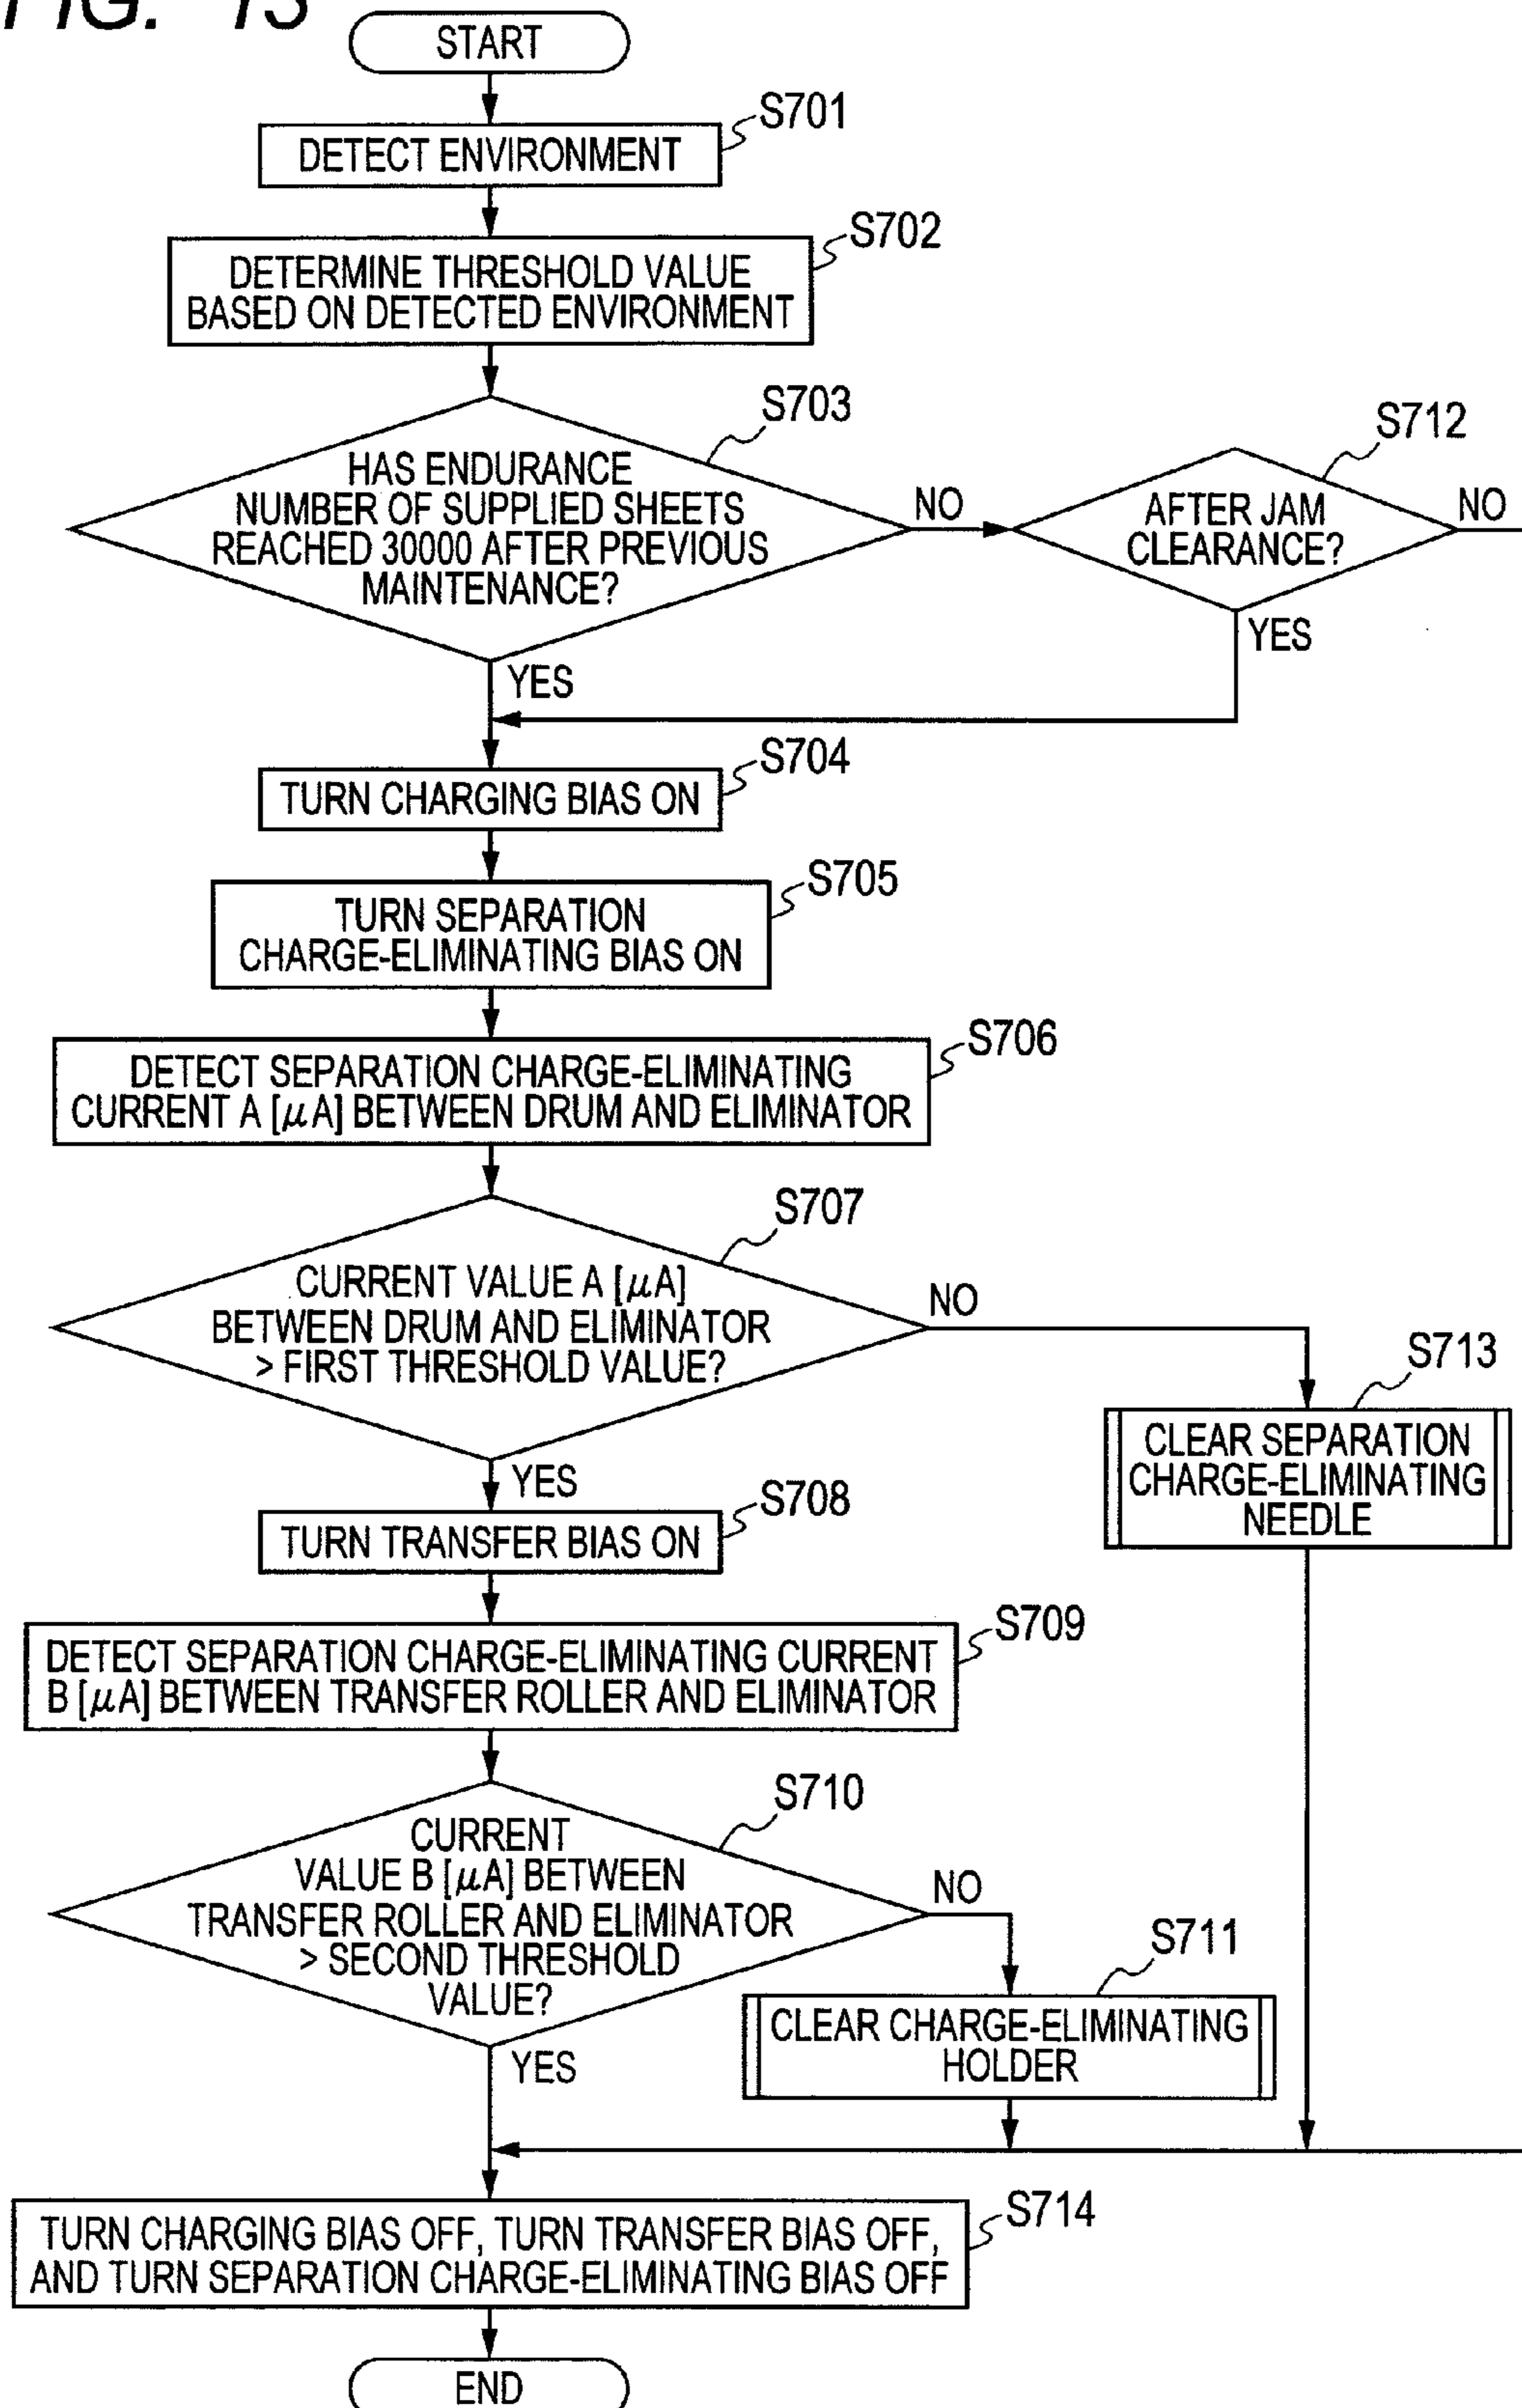 FIG. 13
START
S701
DETECT ENVIRONMENT
S702
DETERMINE THRESHOLD VALUE
BASED ON DETECTED ENVIRONMENT
S703
HAS ENDURANCE
NUMBER OF SUPPLIED SHEETS
REACHED 30000 AFTER PREVIOUS
MAINTENANCE?
NO
S712
AFTER JAM
CLEARANCE?
NO
YES
YES
S704
TURN CHARGING BIAS ON
S705
TURN SEPARATION
CHARGE-ELIMINATING BIAS ON
S706
DETECT SEPARATION CHARGE-ELIMINATING
CURRENT A [μA] BETWEEN DRUM AND ELIMINATOR
S707
CURRENT VALUE A [μA]
BETWEEN DRUM AND ELIMINATOR
> FIRST THRESHOLD VALUE?
NO
S713
CLEAR SEPARATION
CHARGE-ELIMINATING
NEEDLE
YES
S708
TURN TRANSFER BIAS ON
S709
DETECT SEPARATION CHARGE-ELIMINATING CURRENT
B [μA] BETWEEN TRANSFER ROLLER AND ELIMINATOR
S710
CURRENT
VALUE B [μA] BETWEEN
TRANSFER ROLLER AND ELIMINATOR
> SECOND THRESHOLD
VALUE?
NO
S711
CLEAR CHARGE-ELIMINATING
HOLDER
YES
S714
TURN CHARGING BIAS OFF, TURN TRANSFER BIAS OFF,
AND TURN SEPARATION CHARGE-ELIMINATING BIAS OFF
END